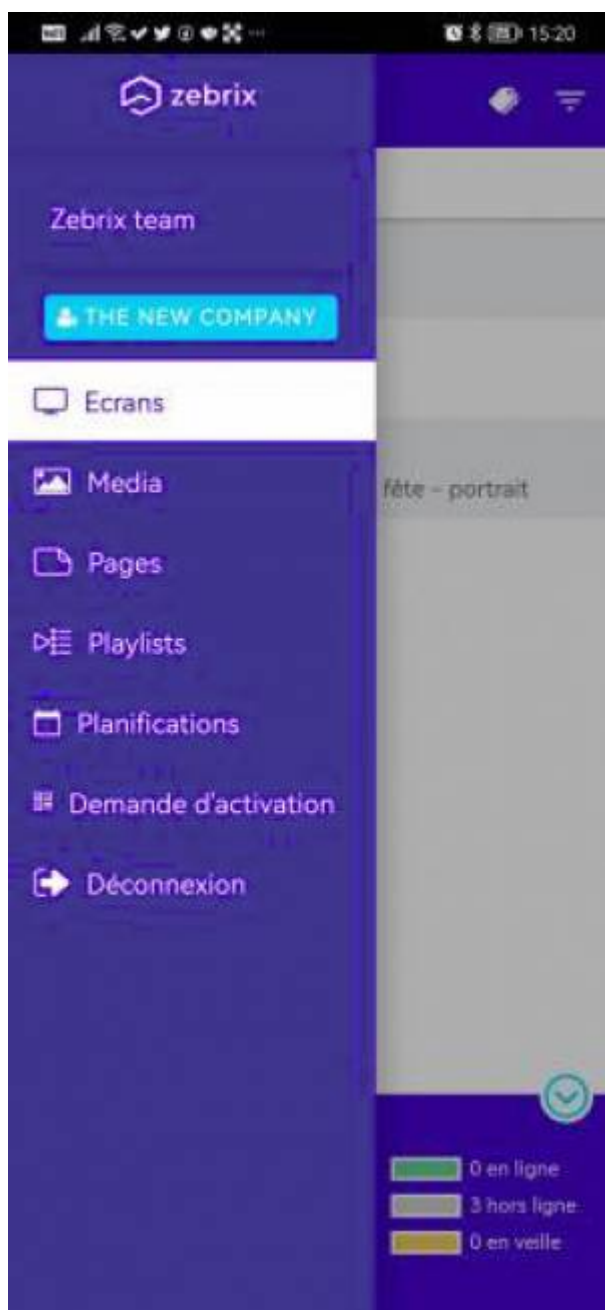 15:20
zebrix
Zebrix team
THE NEW COMPANY
Ecrans
Media
fête - portrait
Pages
Playlists
Planifications
Demande d'activation
Déconnexion
0 en ligne
3 hors ligne
0 en veille